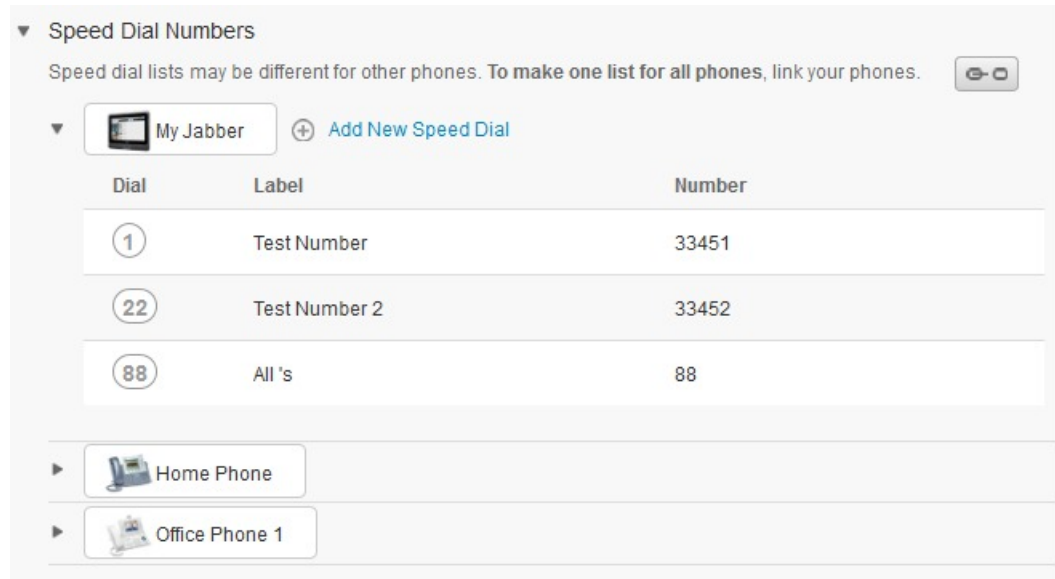 Speed Dial Numbers
Speed dial lists may be different for other phones. To make one list for all phones, link your phones.
My Jabber Add New Speed Dial
Dial Label Number
1 Test Number 33451
22 Test Number 2 33452
88 All 's 88
Home Phone
Office Phone 1